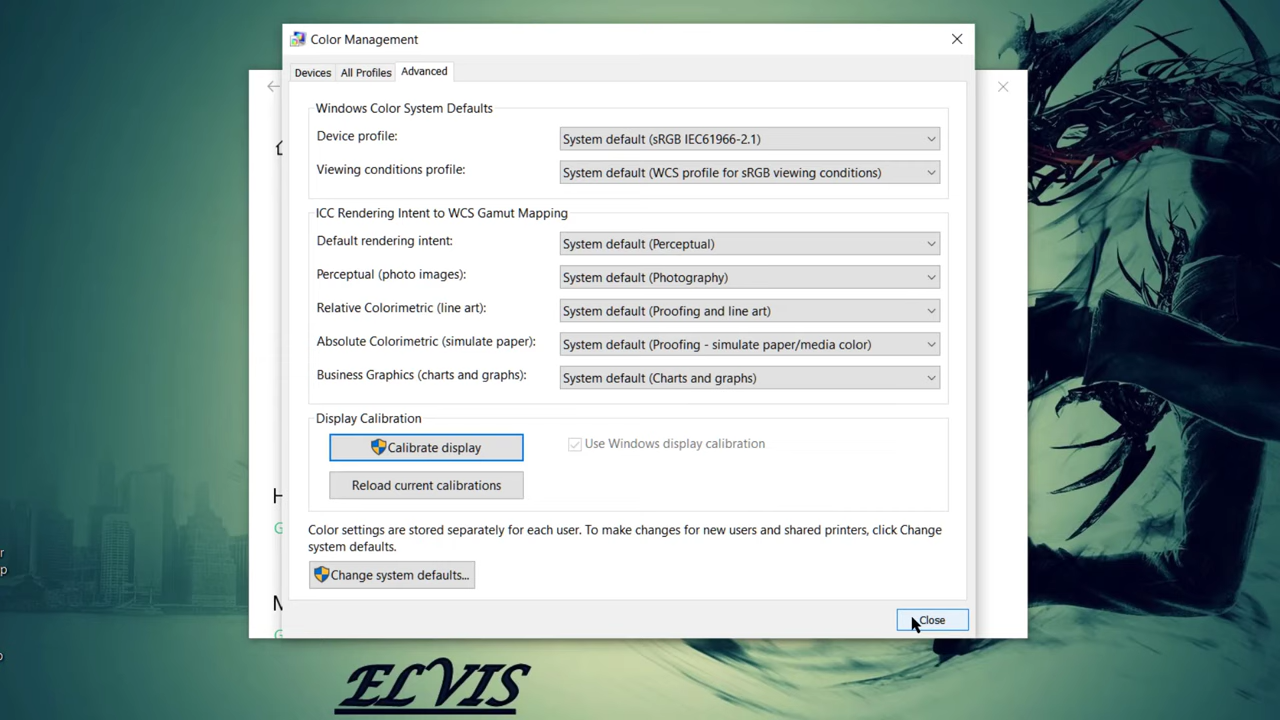 Color Management
Devices
All Profiles
Advanced
Windows Color System Defaults
Device profile:
System default (sRGB IEC61966-2.1)
Viewing conditions profile:
System default (WCS profile for sRGB viewing conditions)
ICC Rendering Intent to WCS Gamut Mapping
Default rendering intent:
System default (Perceptual)
Perceptual (photo images):
System default (Photography)
Relative Colorimetric (line art):
System default (Proofing and line art)
Absolute Colorimetric (simulate paper):
System default (Proofing - simulate paper/media color)
Business Graphics (charts and graphs):
System default (Charts and graphs)
Display Calibration
Calibrate display
Use Windows display calibration
Reload current calibrations
Color settings are stored separately for each user. To make changes for new users and shared printers, click Change
system defaults.
Change system defaults...
Close
ELVIS